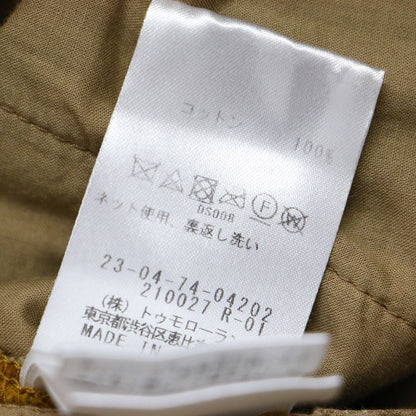 コットン 100%
DS008
F
ネット使用、裏返し洗い
23-04-74-04202
210027 R-01
(株) トゥモローラン
東京都渋谷区恵比
MADE IN